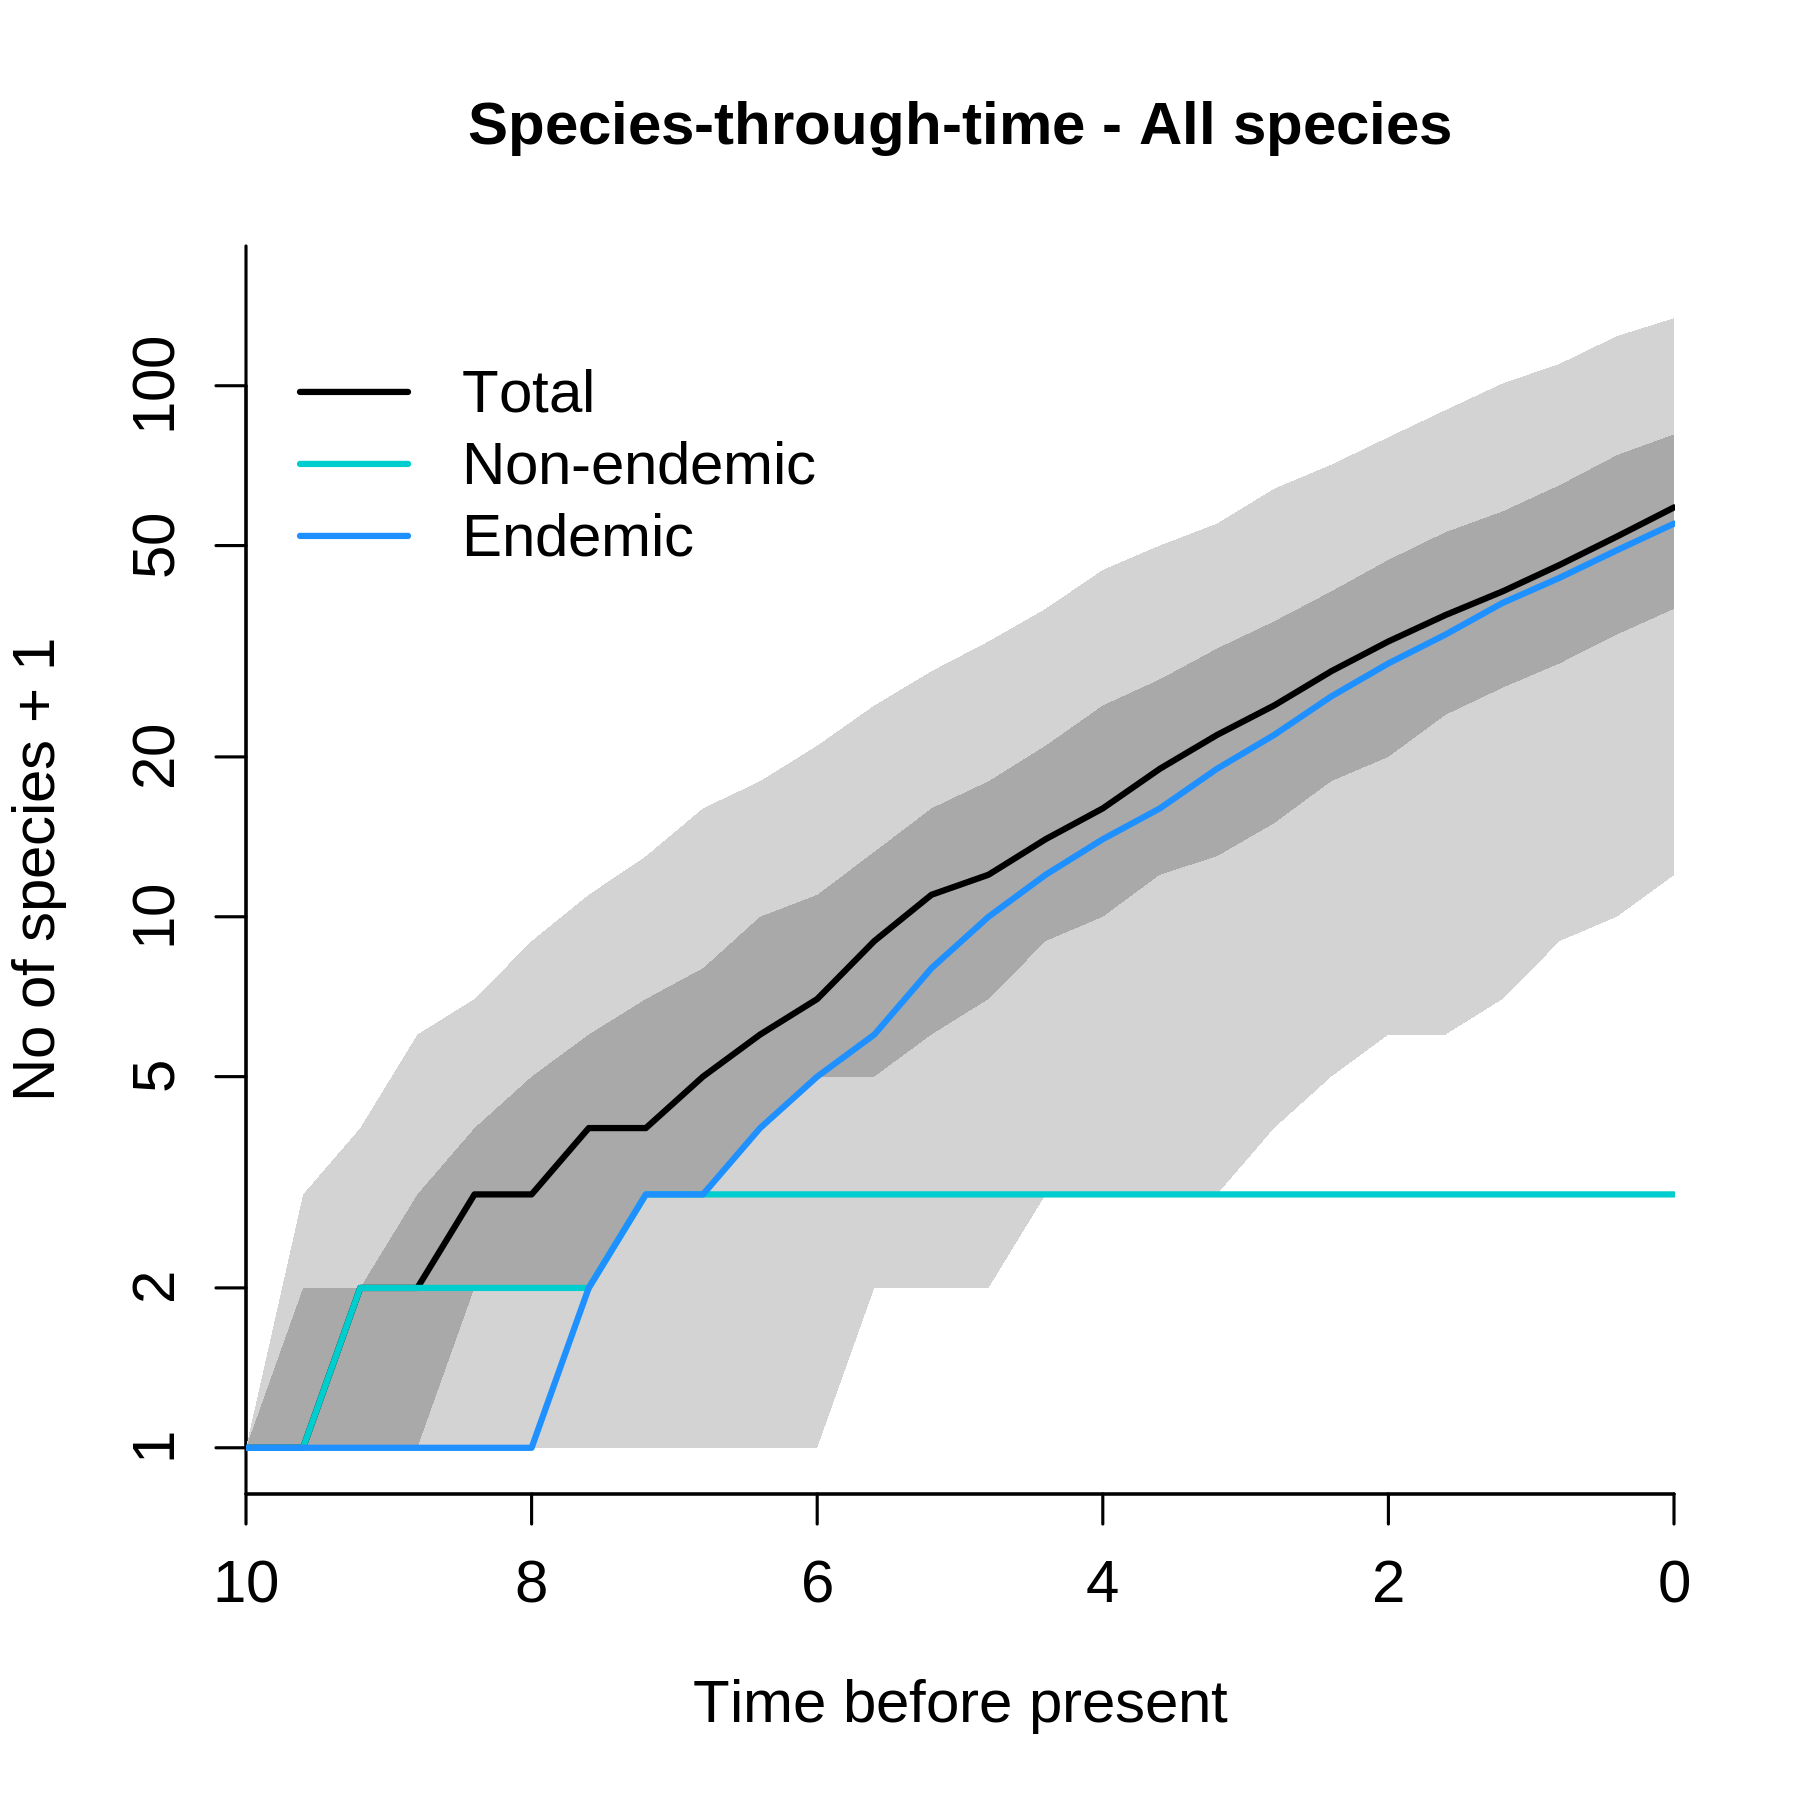 Species-through-time - All species
Total
Non-endemic
Endemic
No of species + 1
100
50
20
10
5
2
1
10 8 6 4 2 0
Time before present